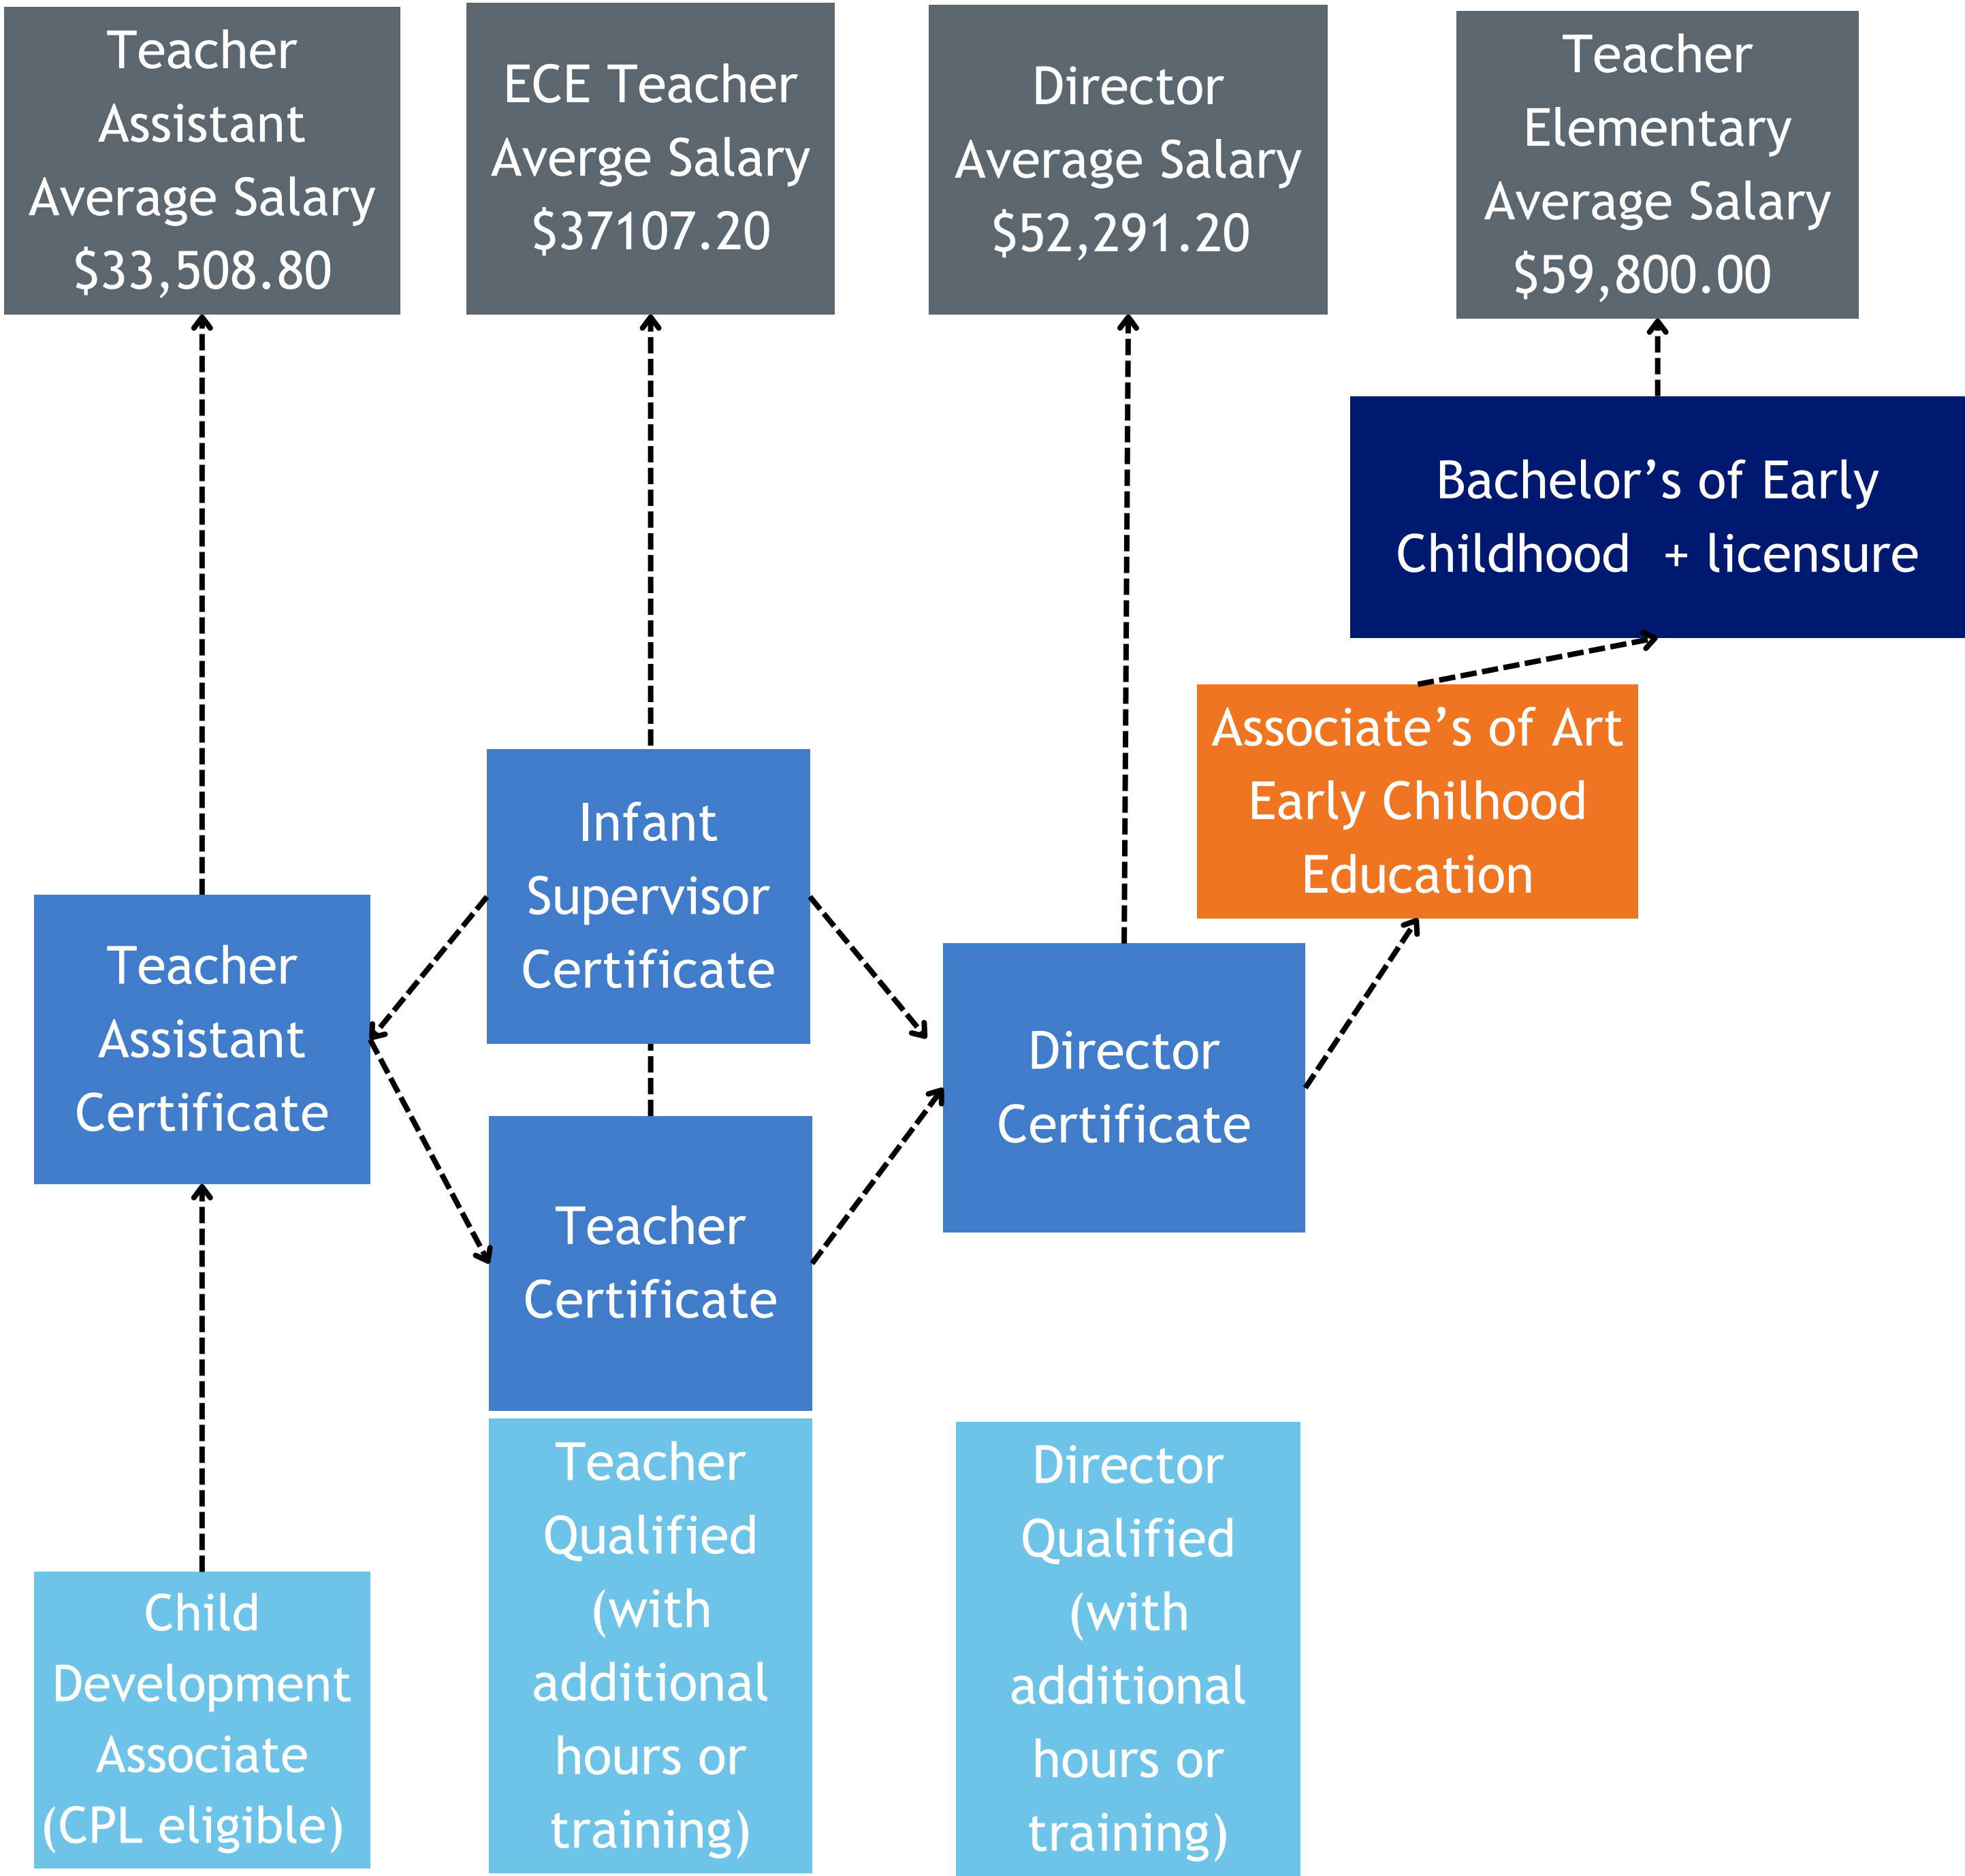 Teacher
Assistant
Average Salary
$33,508.80
ECE Teacher
Averge Salary
$37107.20
Director
Average Salary
$52,291.20
Teacher
Elementary
Average Salary
$59,800.00
Bachelor’s of Early
Childhood + licensure
Associate’s of Art
Early Chilhood
Education
Infant
Supervisor
Certificate
Teacher
Assistant
Certificate
Director
Certificate
Teacher
Certificate
Teacher
Qualified
(with
additional
hours or
training)
Director
Qualified
(with
additional
hours or
training)
Child
Development
Associate
(CPL eligible)